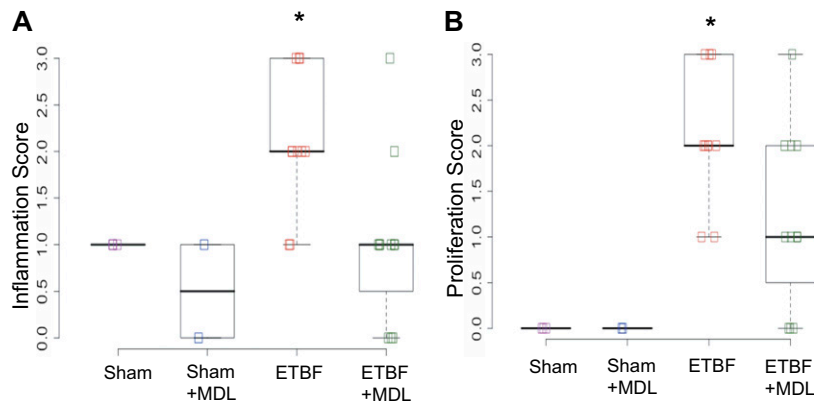 A
*
Inflammation Score
3.0
2.5
2.0
1.5
1.0
0.5
0.0
Sham
Sham
+MDL
ETBF
ETBF
+MDL
B
*
Proliferation Score
3.0
2.5
2.0
1.5
1.0
0.5
0.0
Sham
Sham
+MDL
ETBF
ETBF
+MDL